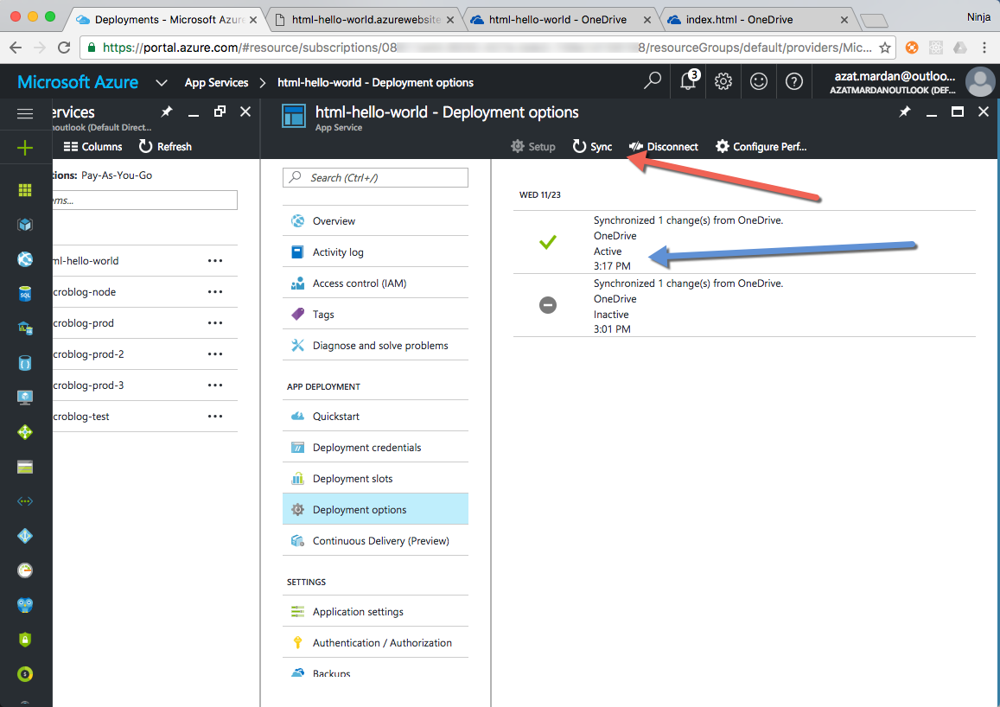 Deployments - Microsoft Azure
html-hello-world.azurewebsite
html-hello-world - OneDrive
index.html - OneDrive
Ninja
https://portal.azure.com/#resource/subscriptions/08 8/resourceGroups/default/providers/Mic...
Microsoft Azure
App Services
html-hello-world - Deployment options
3
azat.mardan@outloo...
AZATMARDANOUTLOOK (DEF...
ervices
noutlook (Default Direct...
Columns
Refresh
tions: Pay-As-You-Go
ems...
ml-hello-world
croblog-node
croblog-prod
croblog-prod-2
croblog-prod-3
croblog-test
html-hello-world - Deployment options
App Service
Setup
Sync
Disconnect
Configure Perf...
Search (Ctrl+/)
Overview
Activity log
Access control (IAM)
Tags
Diagnose and solve problems
APP DEPLOYMENT
Quickstart
Deployment credentials
Deployment slots
Deployment options
Continuous Delivery (Preview)
SETTINGS
Application settings
Authentication / Authorization
Backups
WED 11/23
Synchronized 1 change(s) from OneDrive.
OneDrive
Active
3:17 PM
Synchronized 1 change(s) from OneDrive.
OneDrive
Inactive
3:01 PM